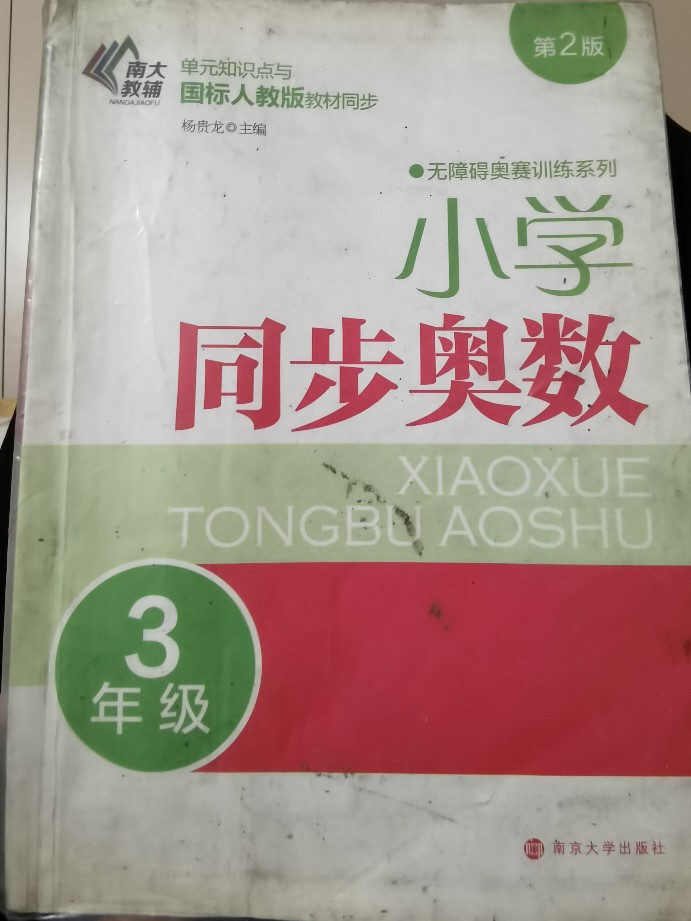 第2版
南大
教辅
NANDAJIAOFU
单元知识点与
国标人教版教材同步
杨贵龙◎主编
●无障碍奥赛训练系列
小学
同步奥数
XIAOXUE
TONGBU AOSHU
3
年级
南京大学出版社